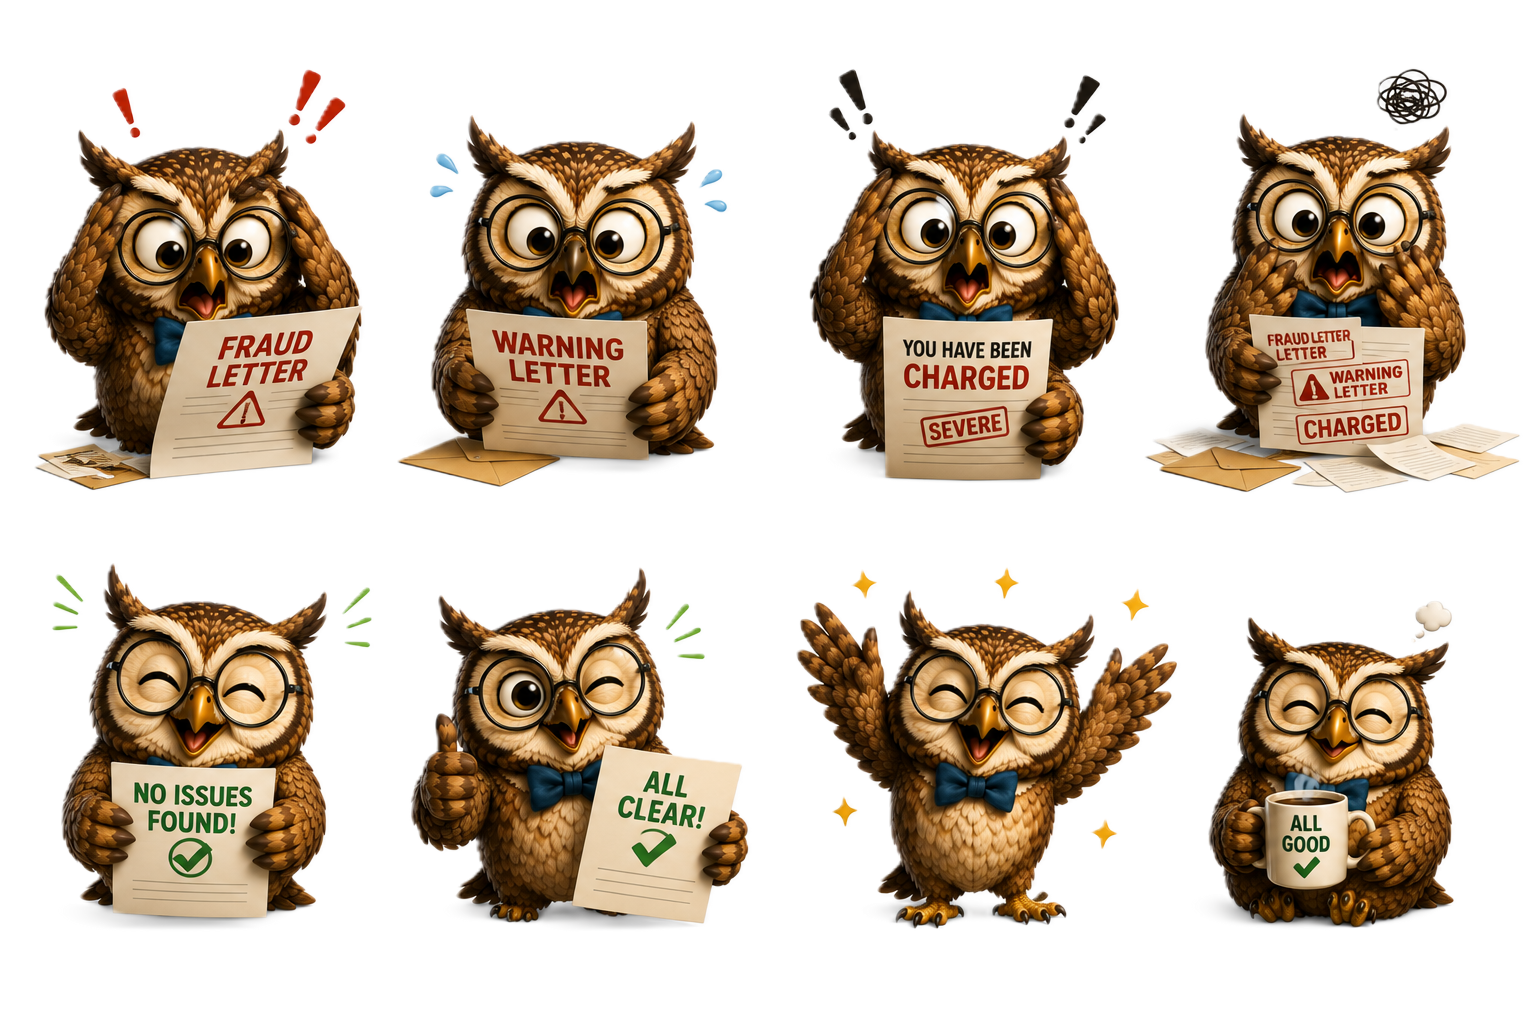 FRAUD
LETTER
WARNING
LETTER
YOU HAVE BEEN
CHARGED
SEVERE
FRAUD LETTER
LETTER
WARNING
LETTER
CHARGED
NO ISSUES
FOUND!
ALL
CLEAR!
ALL
GOOD